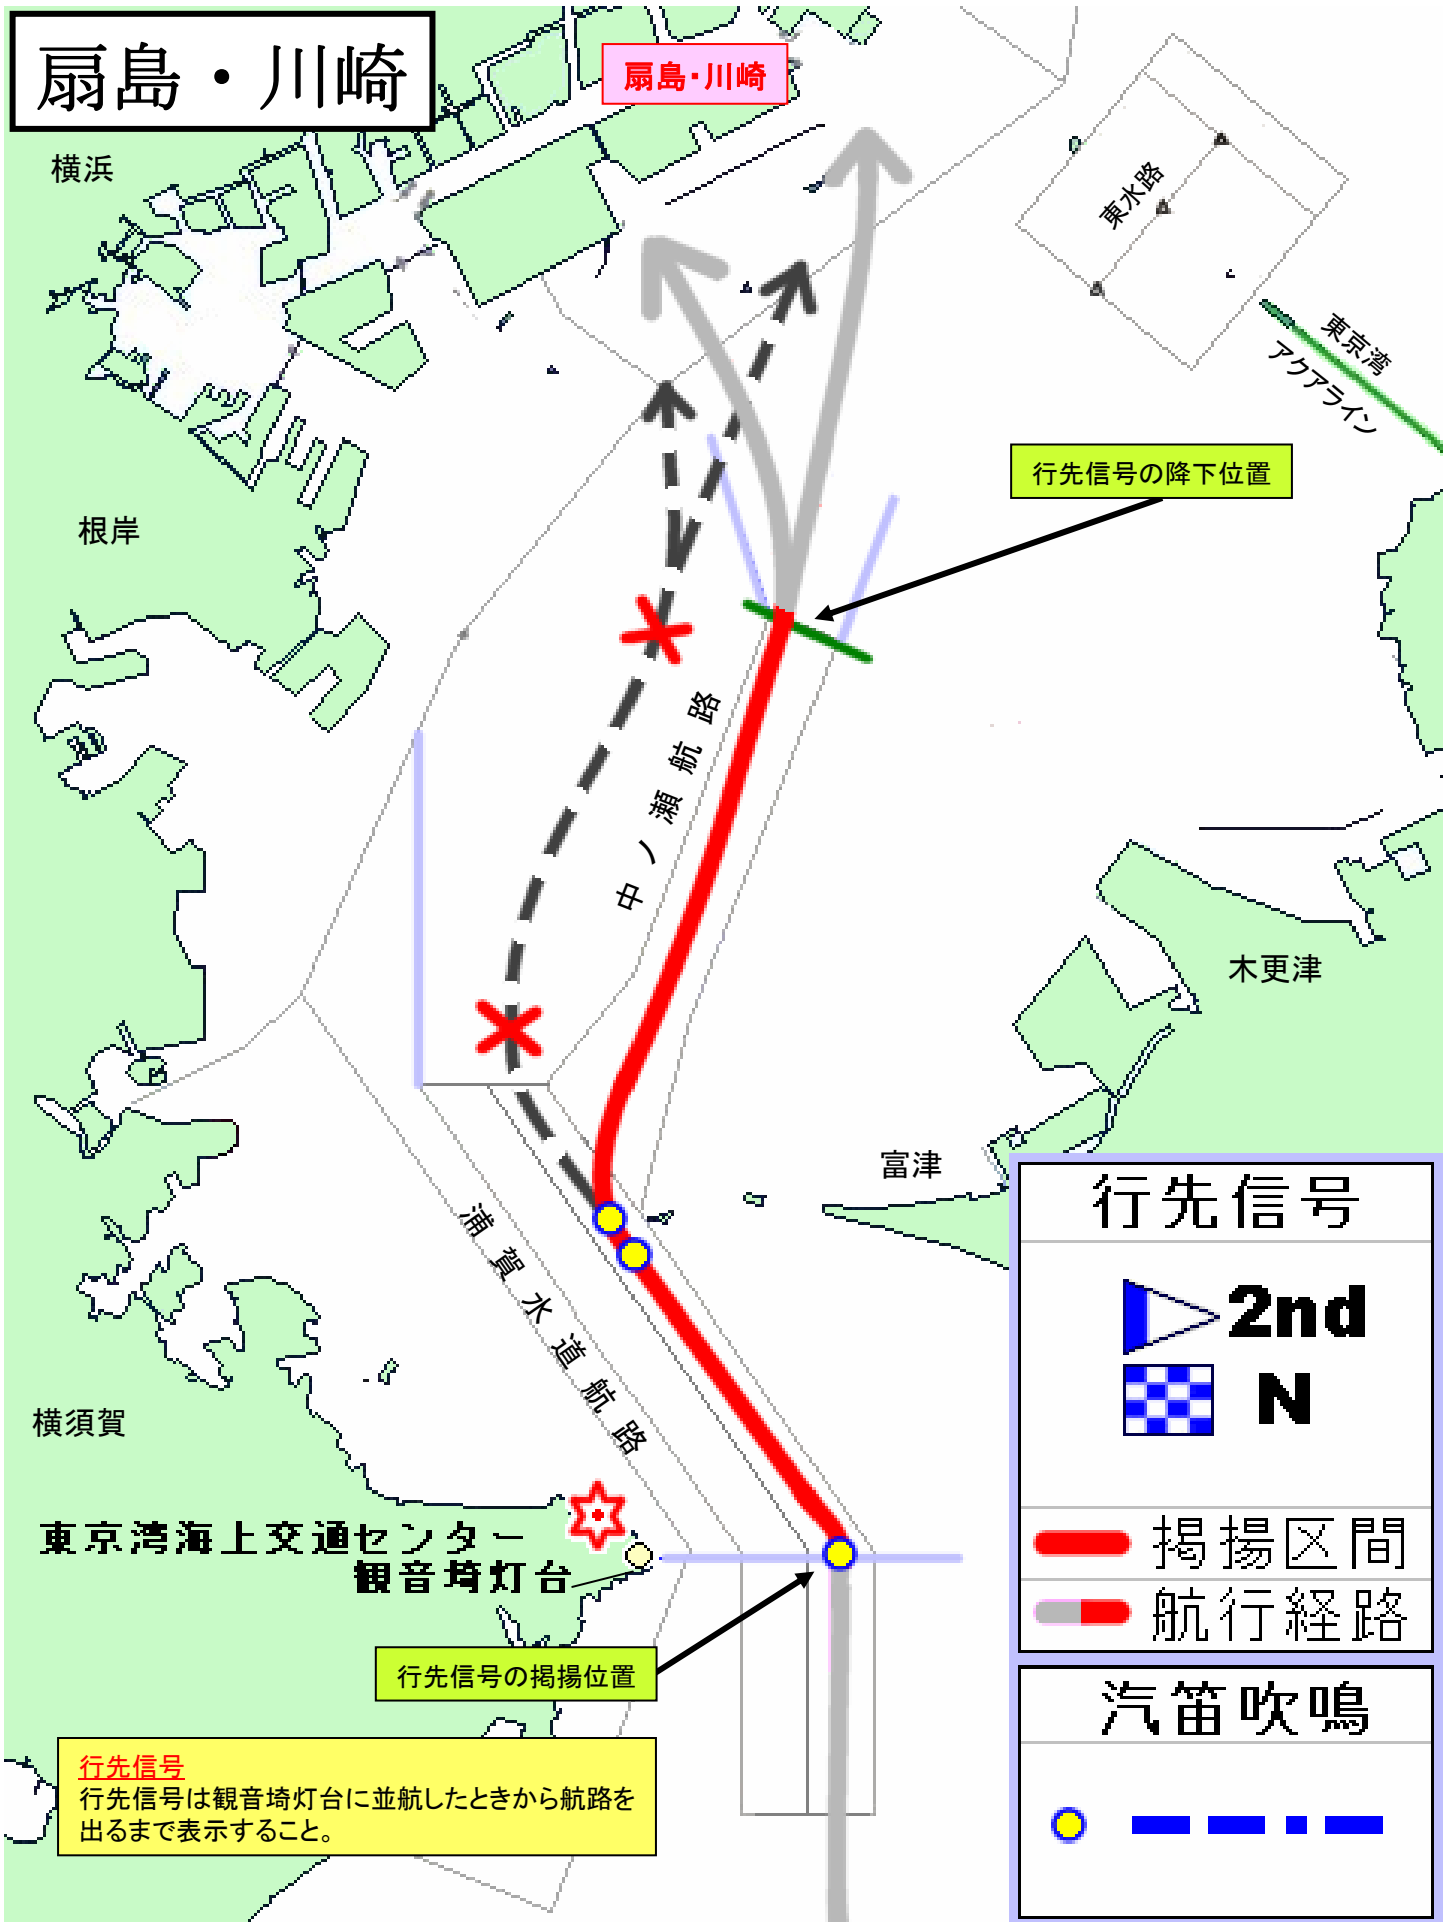 扇島・川崎
扇島・川崎
横浜
東水路
東京湾
アクアライン
行先信号の降下位置
根岸
中ノ瀬航路
木更津
富津
浦賀水道航路
横須賀
東京湾海上交通センター
観音埼灯台
行先信号の掲揚位置
行先信号
行先信号は観音埼灯台に並航したときから航路を
出るまで表示すること。
行先信号
2nd
N
掲揚区間
航行経路
汽笛吹鳴